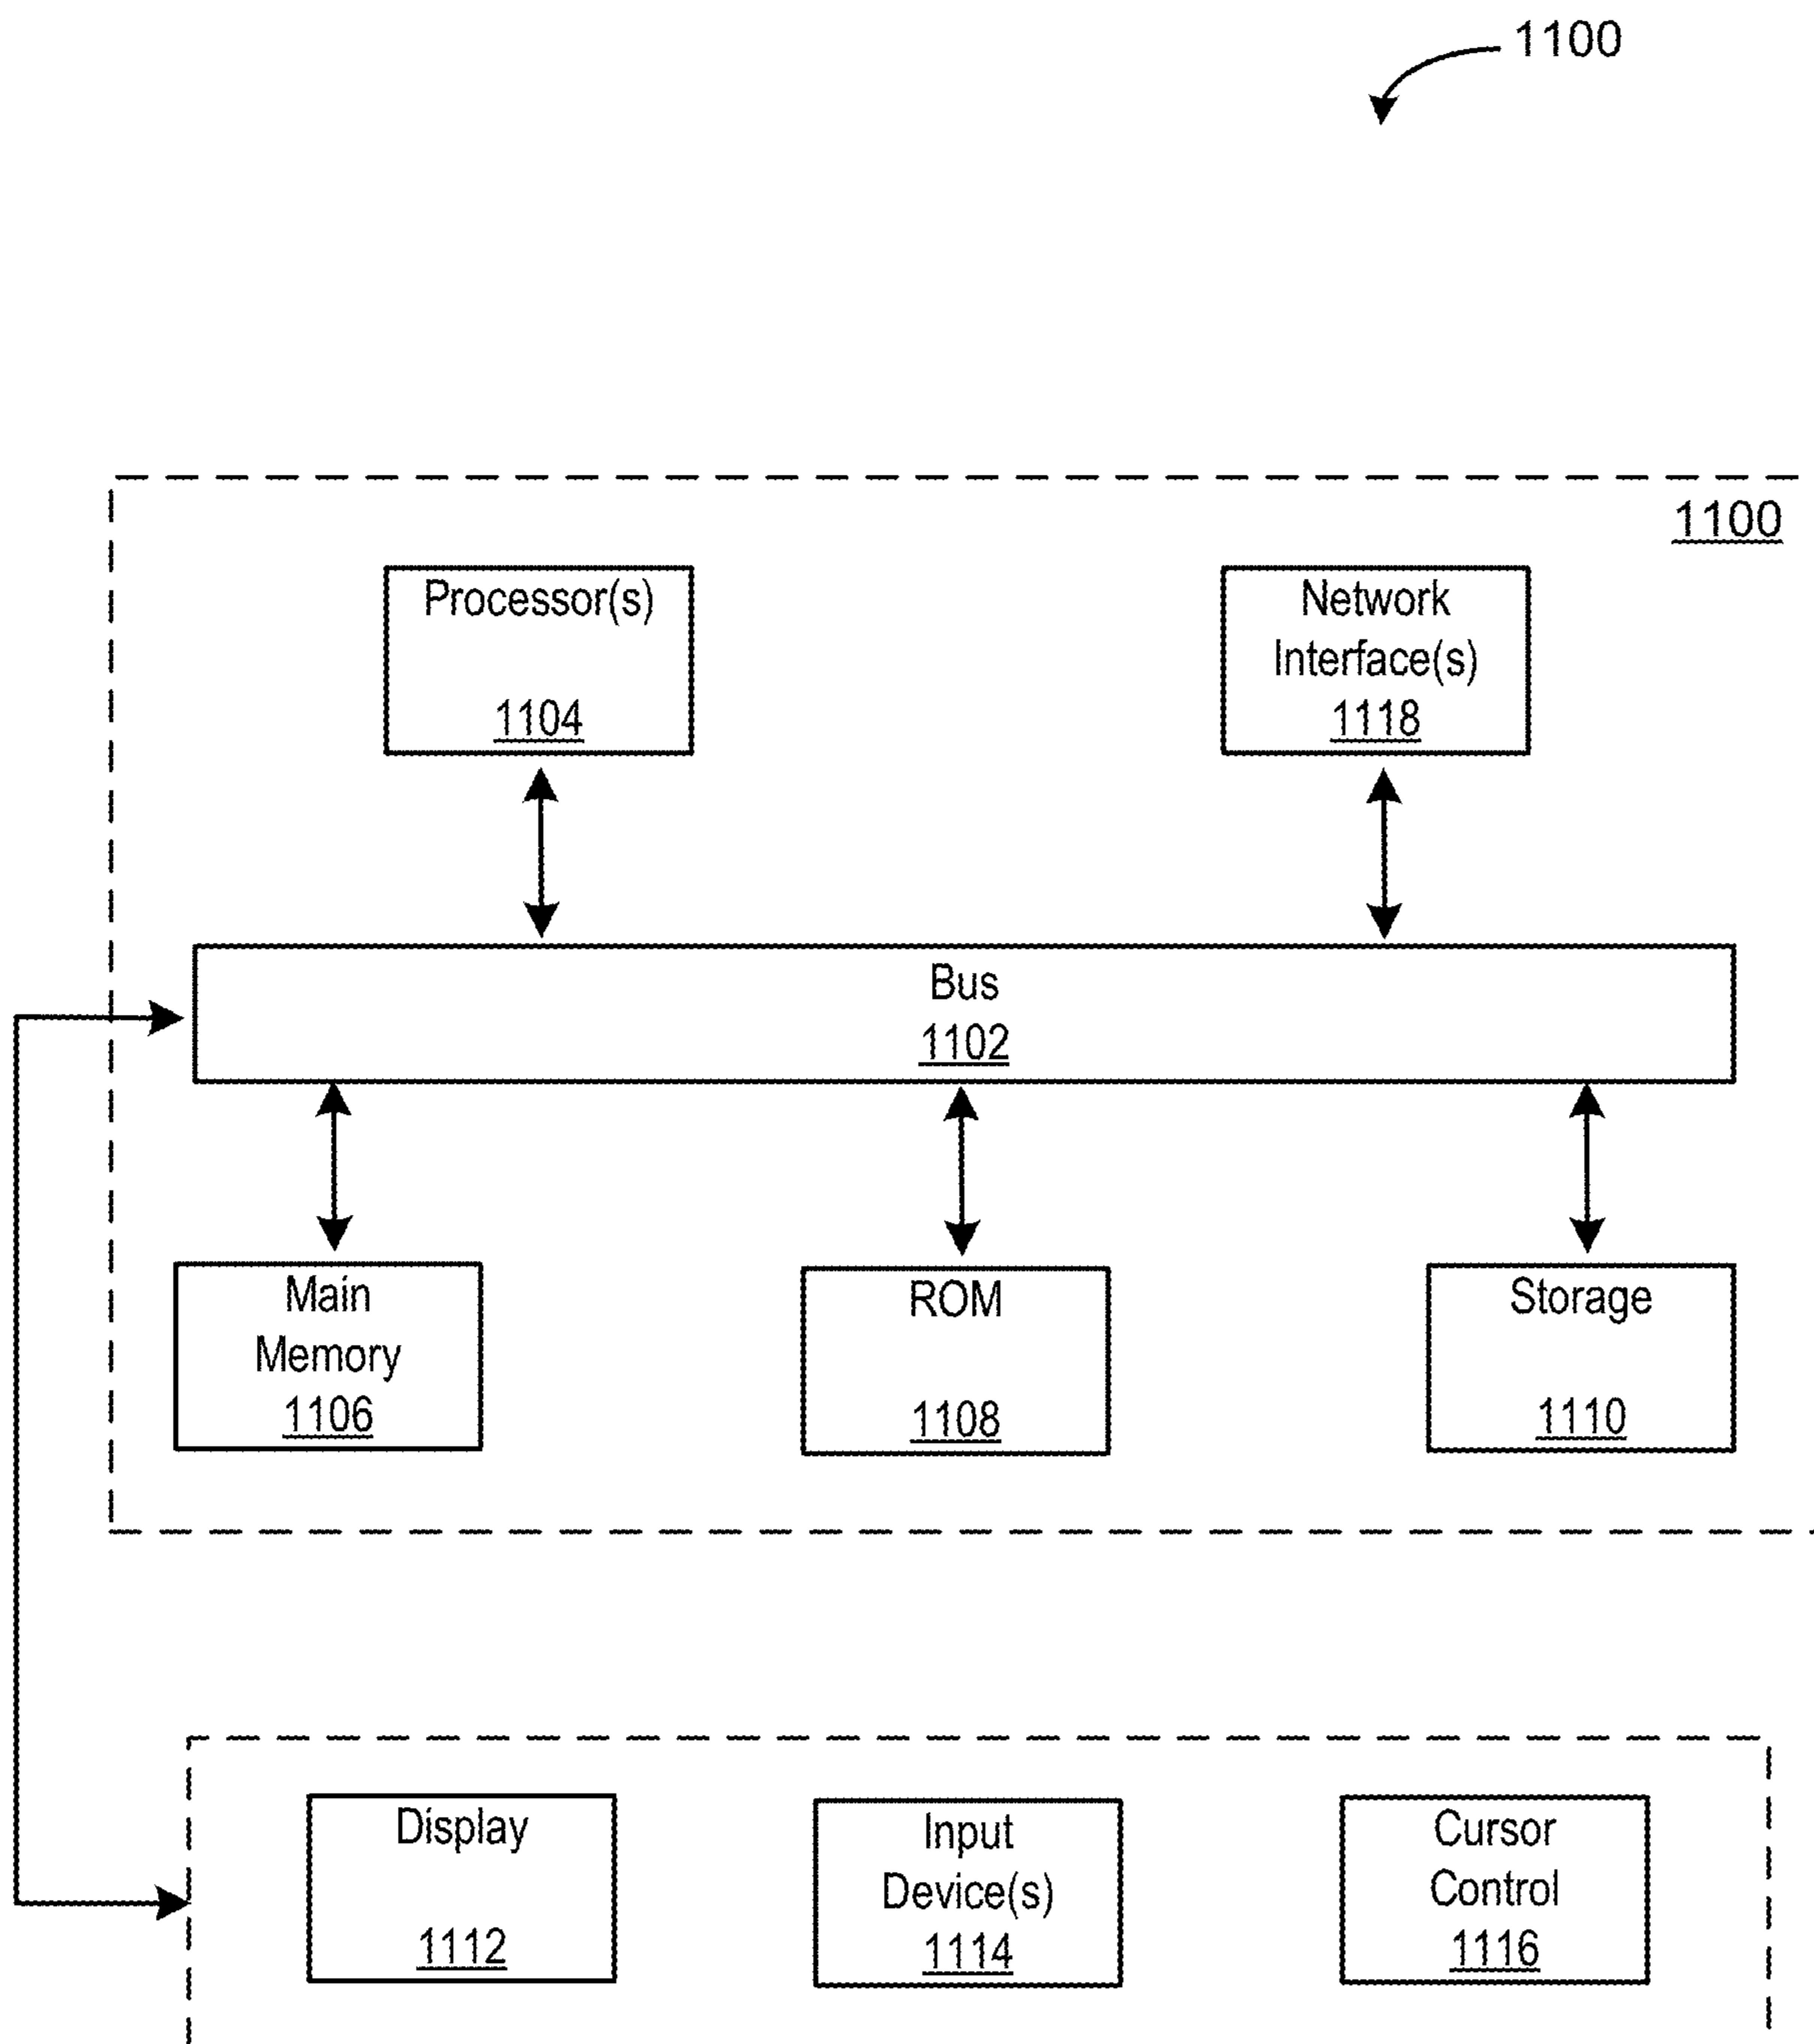 1100
1100
Processor(s)
1104
Network
Interface(s)
1118
Bus
1102
Main
Memory
1106
ROM
1108
Storage
1110
Display
1112
Input
Device(s)
1114
Cursor
Control
1116